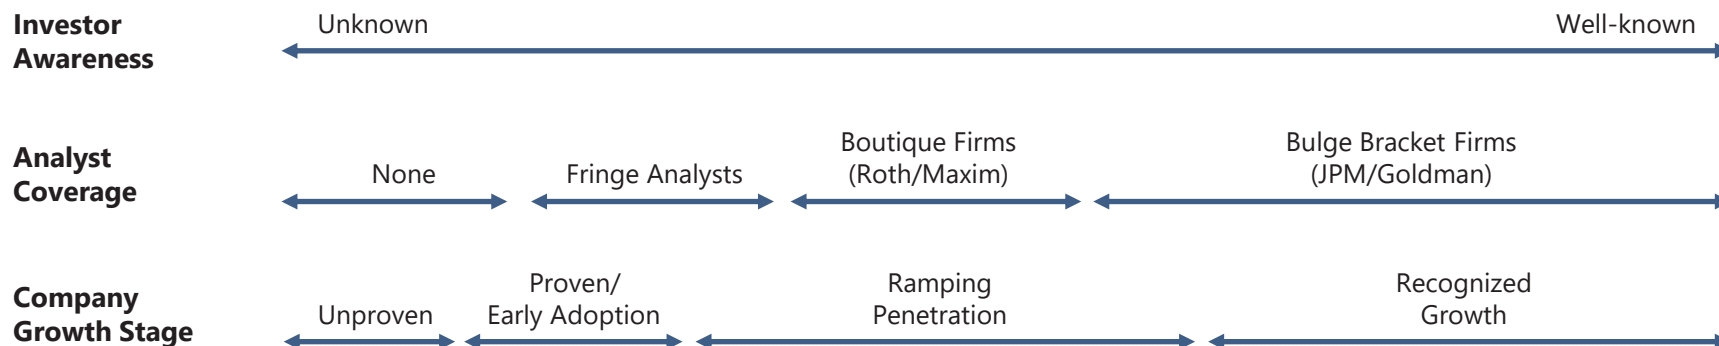 Investor
Awareness
Unknown
Well-known
Analyst
Coverage
None
Fringe Analysts
Boutique Firms
(Roth/Maxim)
Bulge Bracket Firms
(JPM/Goldman)
Company
Growth Stage
Unproven
Proven/
Early Adoption
Ramping
Penetration
Recognized
Growth